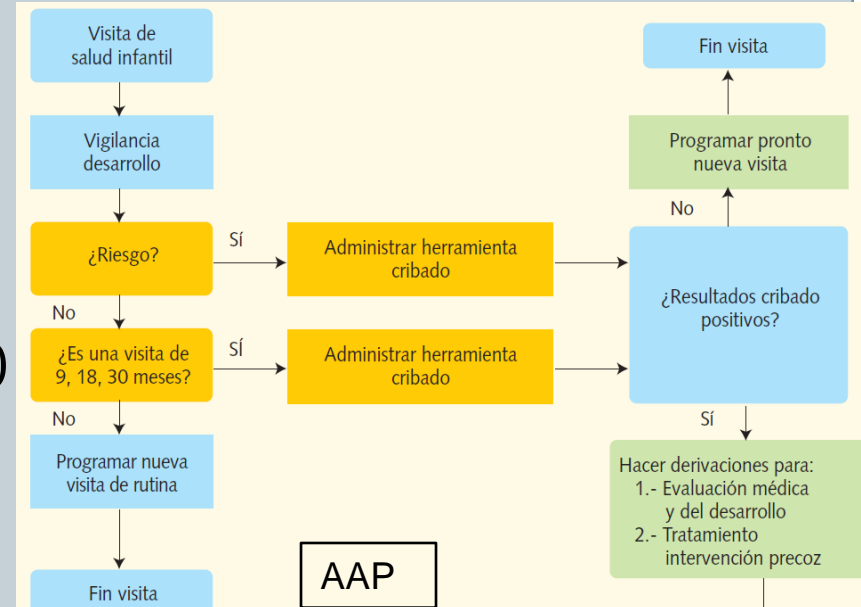 Visita de
salud infantil
Vigilancia
desarrollo
¿Riesgo?
Sí
No
Administrar herramienta
cribado
¿Es una visita de
9, 18, 30 meses?
SÍ
No
Administrar herramienta
cribado
Programar nueva
visita de rutina
Fin visita
Fin visita
Programar pronto
nueva visita
No
¿Resultados cribado
positivos?
Sí
Hacer derivaciones para:
1.- Evaluación médica
y del desarrollo
2.- Tratamiento
intervención precoz
AAP
)